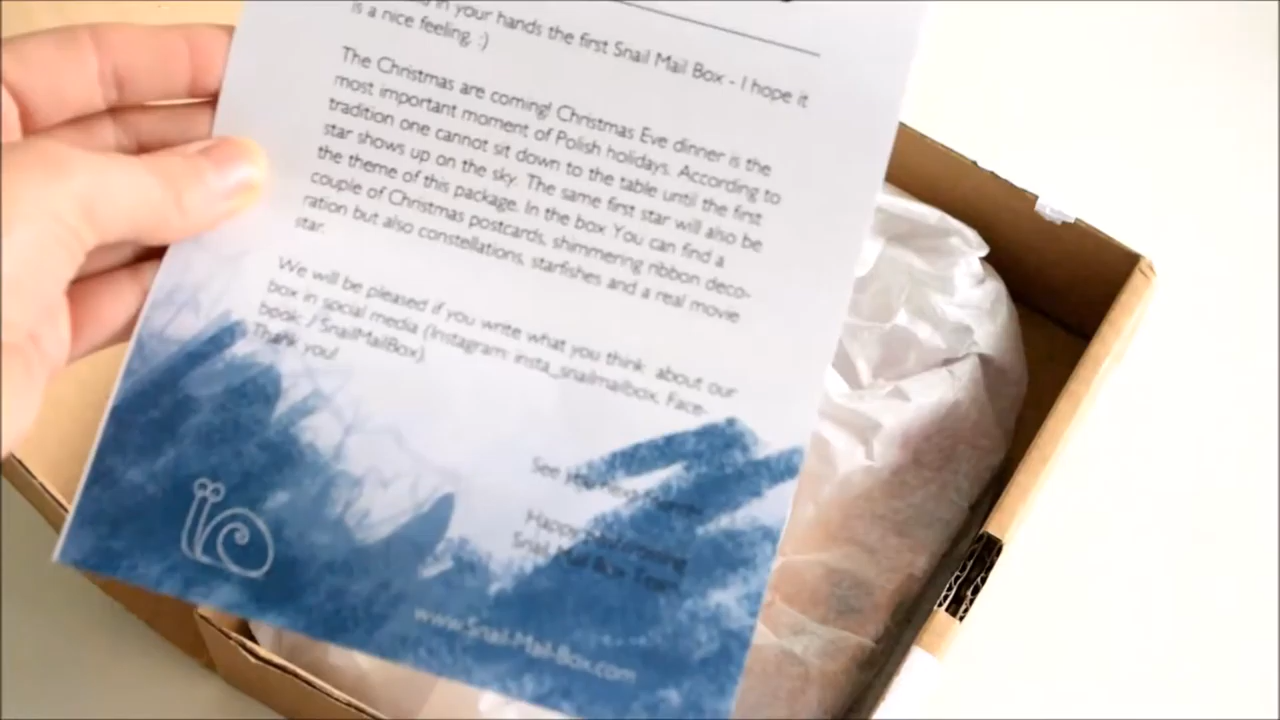 in your hands the first Snail Mail Box - I hope it
is a nice feeling. :)
The Christmas are coming! Christmas Eve dinner is the
most important moment of Polish holidays. According to
tradition one cannot sit down to the table until the first
star shows up on the sky. The same first star will also be
the theme of this package. In the box You can find a
couple of Christmas postcards, shimmering ribbon deco-
ration but also constellations, starfishes and a real movie
star.
We will be pleased if you write what you think about our
box in social media (Instagram: insta_snailmailbox, Face-
book: / SnailMailBox).
Thank you!
See
Happy
Snail Mail Box Team
www.Snail-Mail-Box.com